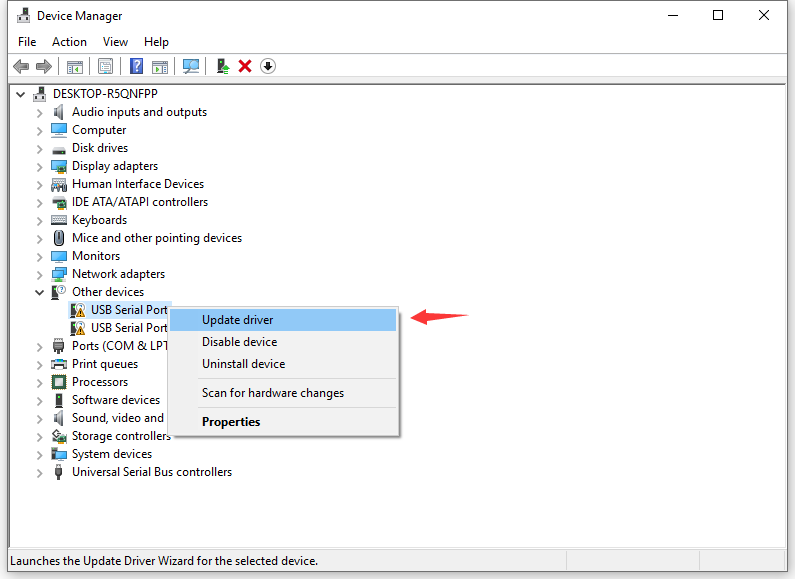 Device Manager
File Action View Help
DESKTOP-R5QNFPP
Audio inputs and outputs
Computer
Disk drives
Display adapters
Human Interface Devices
IDE ATA/ATAPI controllers
Keyboards
Mice and other pointing devices
Monitors
Network adapters
Other devices
USB Serial Port
USB Serial Port
Ports (COM & LPT
Print queues
Processors
Software devices
Sound, video and
Storage controllers
System devices
Universal Serial Bus controllers
Update driver
Disable device
Uninstall device
Scan for hardware changes
Properties
Launches the Update Driver Wizard for the selected device.